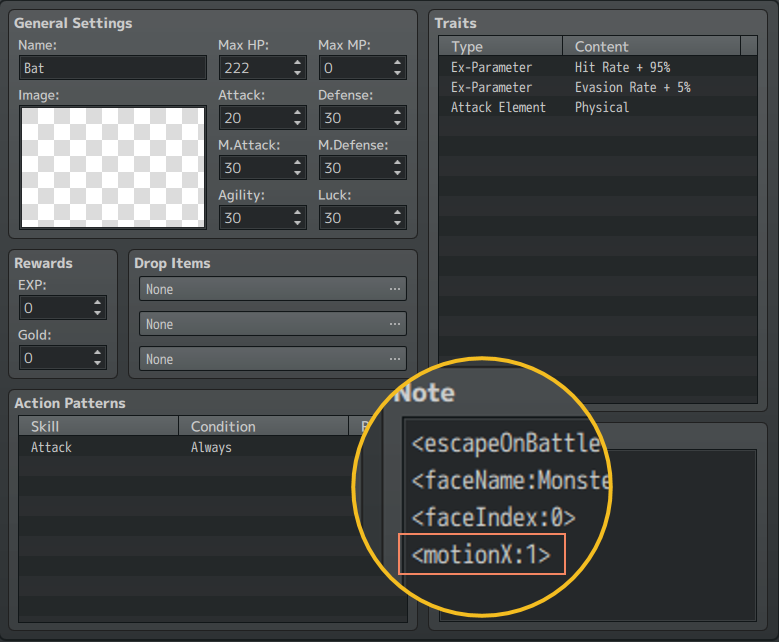 General Settings
Name: Max HP: Max MP:
Bat 222 0
Image: Attack: Defense:
20 30
M.Attack: M.Defense:
30 30
Agility: Luck:
30 30
Rewards
EXP:
0
Gold:
0
Drop Items
None ...
None ...
None ...
Action Patterns
Skill Condition
Attack Always
Traits
Type Content
Ex-Parameter Hit Rate + 95%
Ex-Parameter Evasion Rate + 5%
Attack Element Physical
Note
<escapeOnBattle
<faceName:Monste
<faceIndex:0>
<motionX:1>